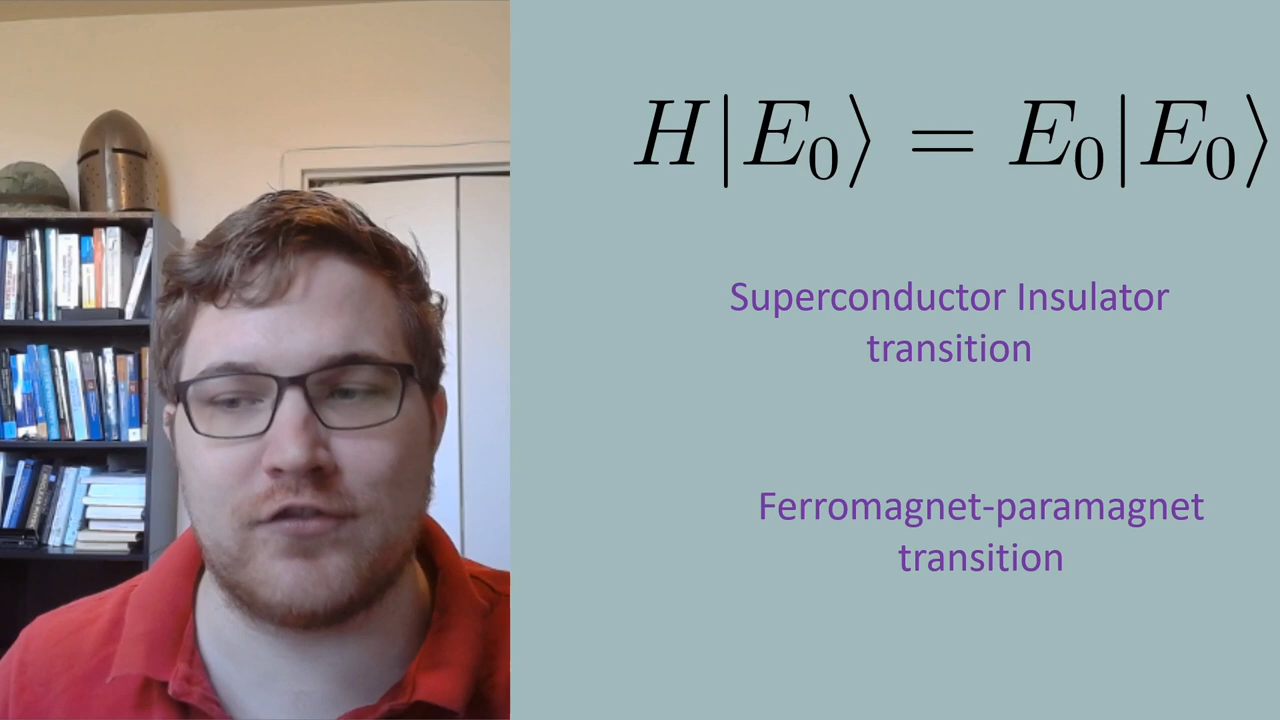 H|E₀⟩ = E₀|E₀⟩
Superconductor Insulator
transition
Ferromagnet-paramagnet
transition